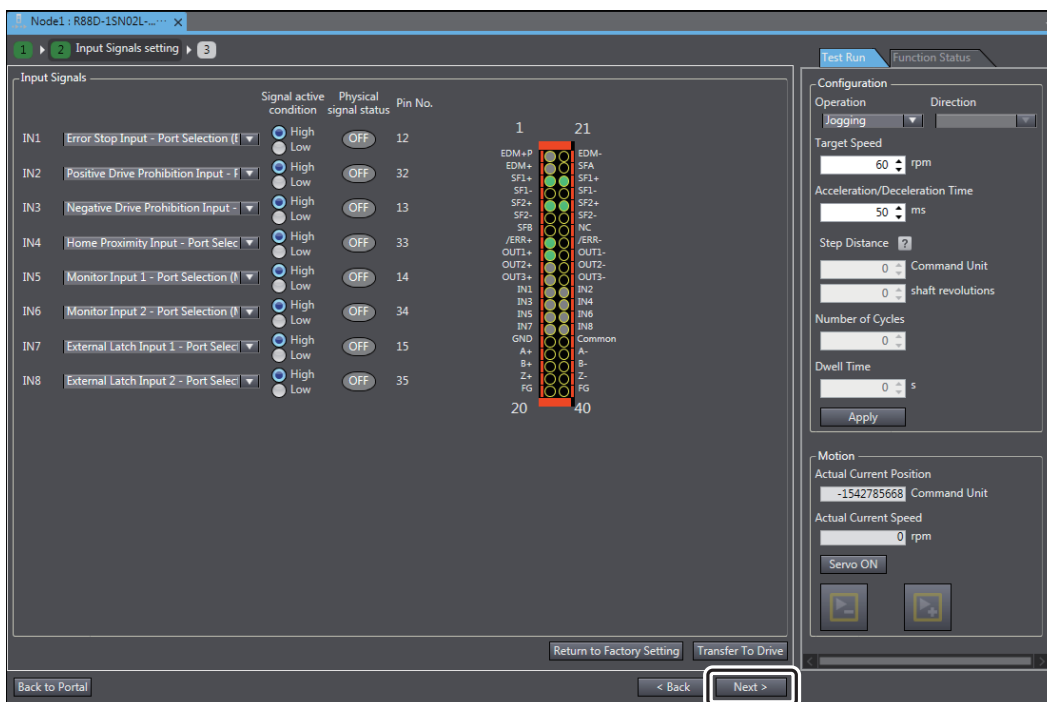 Node1 : R88D-1SN02L-...··· x
1 2 Input Signals setting 3
Input Signals
Signal active condition Physical signal status Pin No.
IN1 Error Stop Input - Port Selection (E High Low OFF 12
IN2 Positive Drive Prohibition Input - F High Low OFF 32
IN3 Negative Drive Prohibition Input - High Low OFF 13
IN4 Home Proximity Input - Port Selec High Low OFF 33
IN5 Monitor Input 1 - Port Selection (M High Low OFF 14
IN6 Monitor Input 2 - Port Selection (M High Low OFF 34
IN7 External Latch Input 1 - Port Selec High Low OFF 15
IN8 External Latch Input 2 - Port Selec High Low OFF 35
1 21
EDM+P EDM-
EDM+ SFA
SF1+ SF1+
SF1- SF1-
SF2+ SF2+
SF2- SF2-
SFB NC
/ERR+ /ERR-
OUT1+ OUT1-
OUT2+ OUT2-
OUT3+ OUT3-
IN1 IN2
IN3 IN4
IN5 IN6
IN7 IN8
GND Common
A+ A-
B+ B-
Z+ Z-
FG FG
20 40
Return to Factory Setting Transfer To Drive
Back to Portal < Back Next >
Test Run Function Status
Configuration
Operation Direction
Jogging
Target Speed
60 rpm
Acceleration/Deceleration Time
50 ms
Step Distance ?
0 Command Unit
0 shaft revolutions
Number of Cycles
0
Dwell Time
0 s
Apply
Motion
Actual Current Position
-1542785668 Command Unit
Actual Current Speed
0 rpm
Servo ON